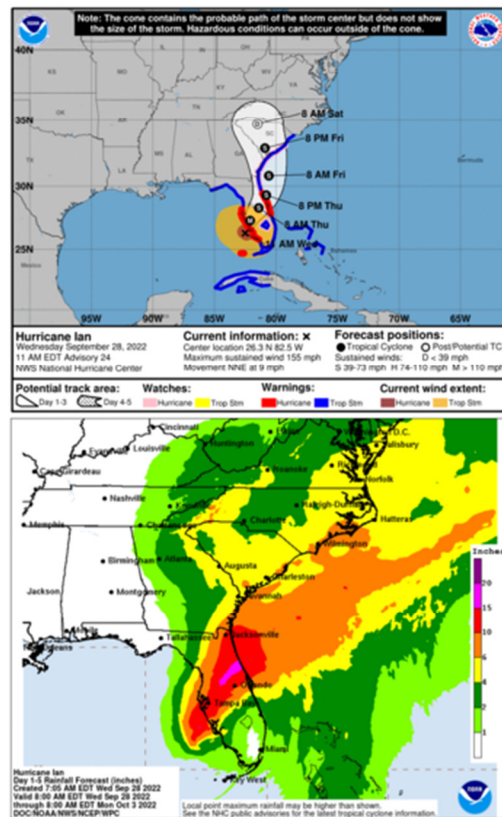 Note: The cone contains the probable path of the storm center but does not show
the size of the storm. Hazardous conditions can occur outside of the cone.
40N
35N
30N
25N
8 AM Sat
8 PM Fri
8 AM Fri
8 PM Thu
8 AM Thu
11 AM Wed
Bermuda
Mexico
Bahamas
95W 90W 85W 80W 75W 70W 65W
Hurricane Ian
Wednesday September 28, 2022
11 AM EDT Advisory 24
NWS National Hurricane Center
Current information: x
Center location 26.3 N 82.5 W
Maximum sustained wind 155 mph
Movement NNE at 9 mph
Forecast positions:
Tropical Cyclone Post/Potential TC
Sustained winds: D < 39 mph
S 39-73 mph H 74-110 mph M > 110 mph
Potential track area:
Day 1-3 Day 4-5
Watches:
Hurricane Trop Stm
Warnings:
Hurricane Trop Stm
Current wind extent:
Hurricane Trop Stm
Cincinnati
Louisville
Evansville
Huntington
Salisbury
Cape Girardeau
Roanoke
Norfolk
Nashville
Raleigh-Durham
Hatteras
Memphis
Chattanooga
Charlotte
Wilmington
Birmingham
Atlanta
Augusta
Charleston
Jackson
Montgomery
Savannah
Mobile
Tallahassee
Jacksonville
New Orleans
Orlando
Tampa Bay
Miami
Key West
Inches
20
15
10
6
4
2
1
Hurricane Ian
Day 1-5 Rainfall Forecast (inches)
Created 7:05 AM EDT Wed Sep 28 2022
Valid 8:00 AM EDT Wed Sep 28 2022
through 8:00 AM EDT Mon Oct 3 2022
DOC/NOAA/NWS/NCEP/WPC
Local point maximum rainfall may be higher than shown.
See the NHC public advisories for the latest tropical cyclone information.
NOAA